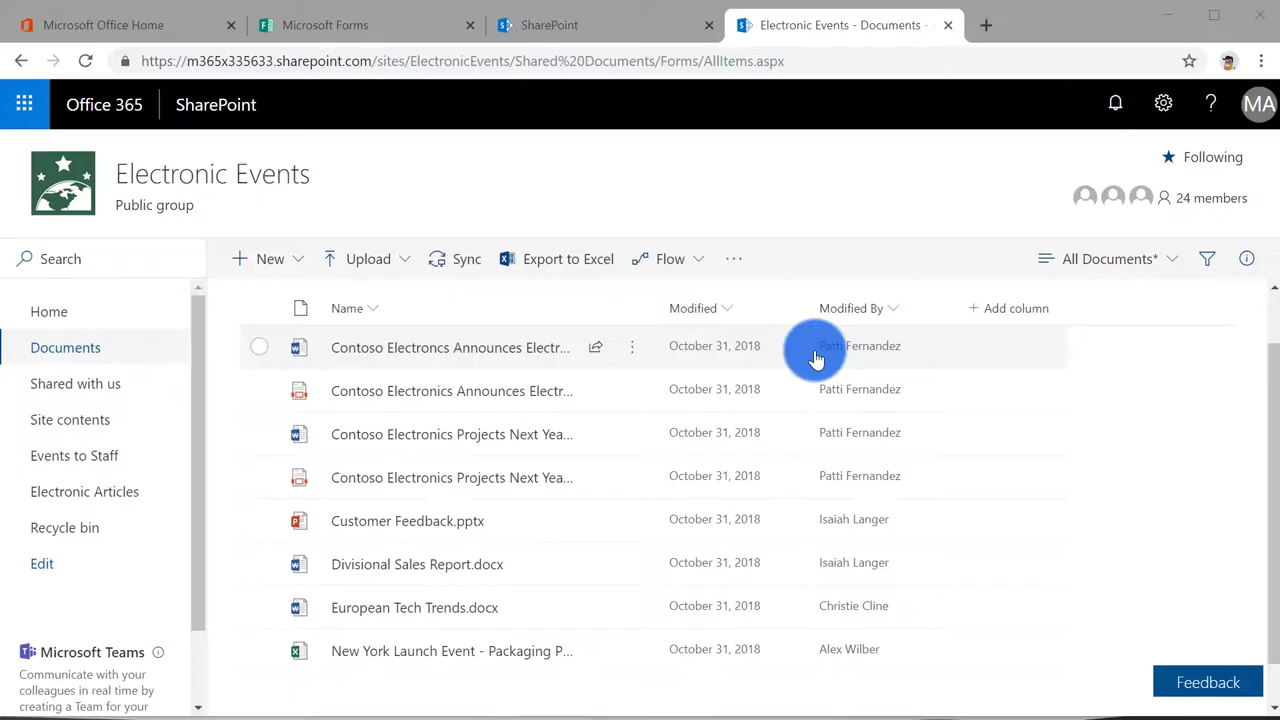 Microsoft Office Home
Microsoft Forms
SharePoint
Electronic Events - Documents -
https://m365x335633.sharepoint.com/sites/ElectronicEvents/Shared%20Documents/Forms/AllItems.aspx
Office 365
SharePoint
MA
Electronic Events
Public group
Following
24 members
Search
New
Upload
Sync
Export to Excel
Flow
All Documents*
Home
Documents
Shared with us
Site contents
Events to Staff
Electronic Articles
Recycle bin
Edit
Microsoft Teams
Communicate with your
colleagues in real time by
creating a Team for your
Name Modified Modified By + Add column
Contoso Electroncs Announces Electr... October 31, 2018 Patti Fernandez
Contoso Electronics Announces Electr... October 31, 2018 Patti Fernandez
Contoso Electronics Projects Next Yea... October 31, 2018 Patti Fernandez
Contoso Electronics Projects Next Yea... October 31, 2018 Patti Fernandez
Customer Feedback.pptx October 31, 2018 Isaiah Langer
Divisional Sales Report.docx October 31, 2018 Isaiah Langer
European Tech Trends.docx October 31, 2018 Christie Cline
New York Launch Event - Packaging P... October 31, 2018 Alex Wilber
Feedback